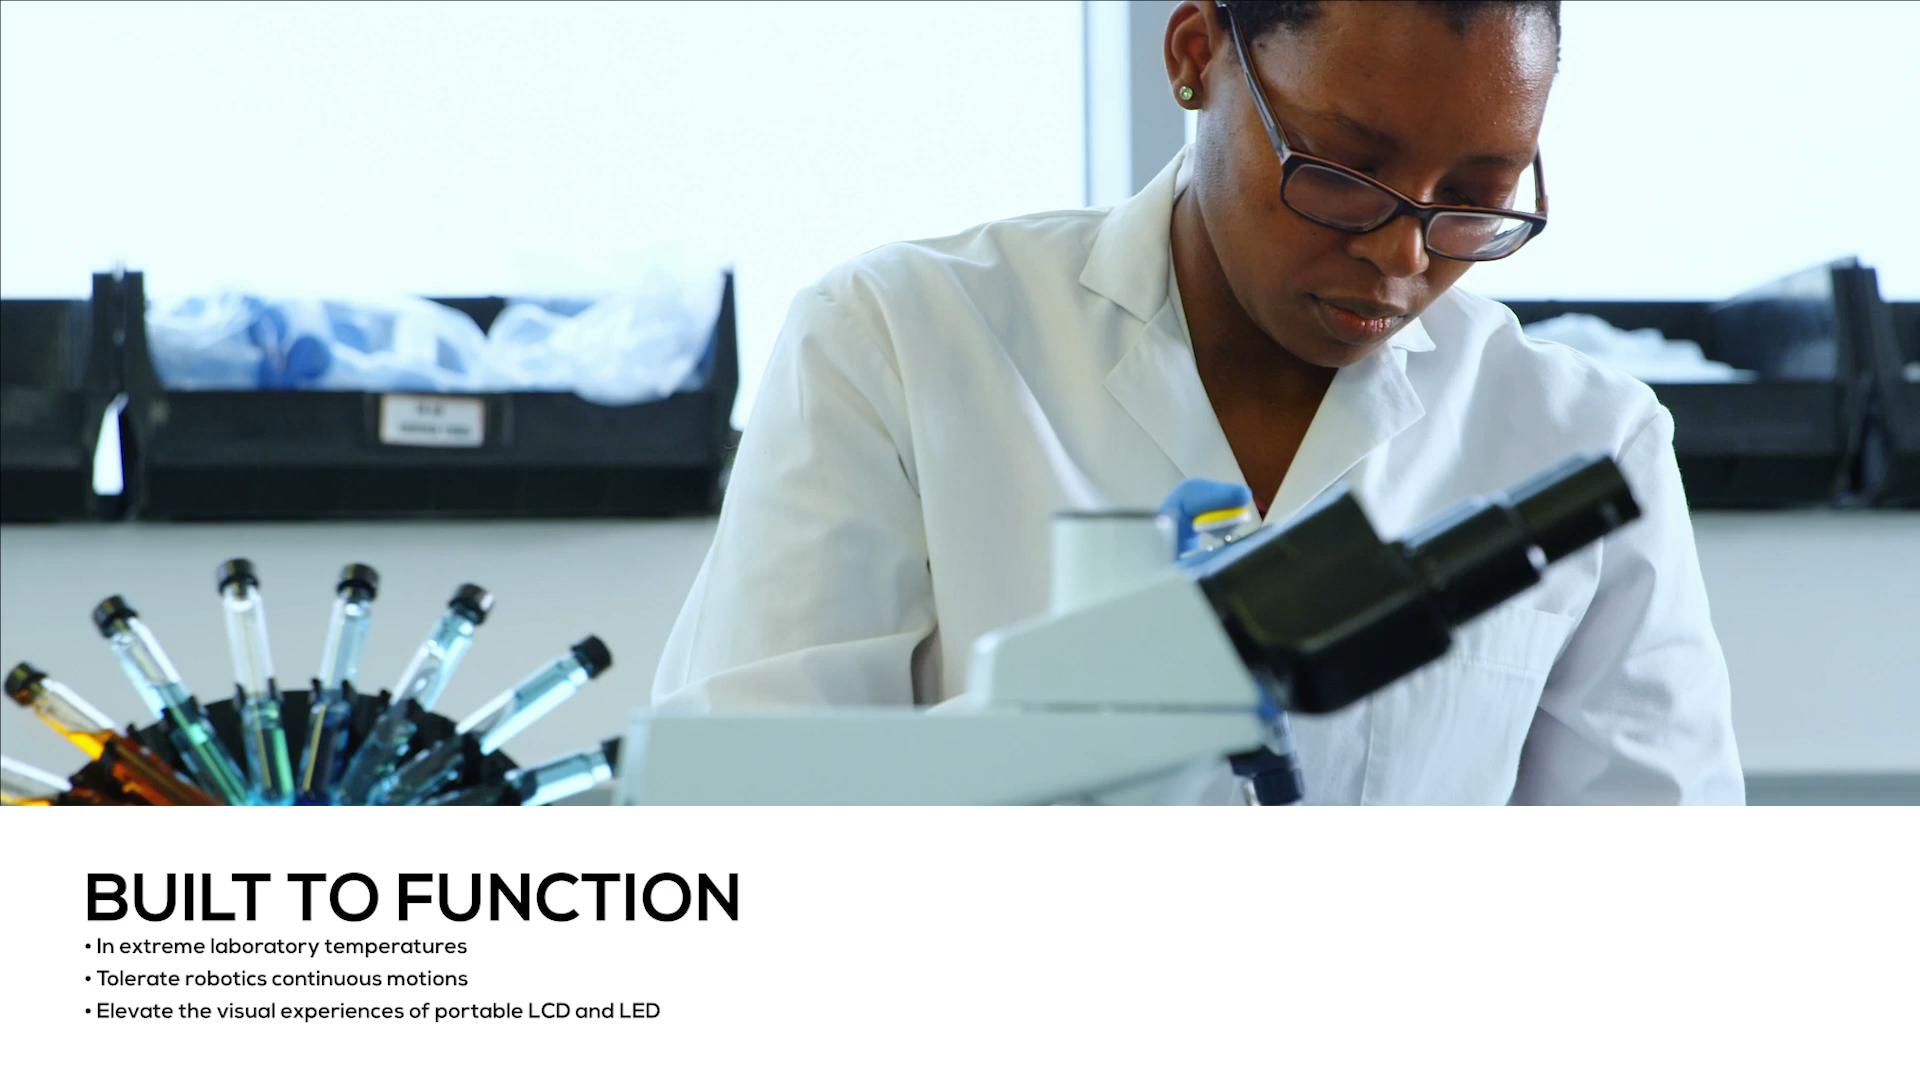 BUILT TO FUNCTION
• In extreme laboratory temperatures
• Tolerate robotics continuous motions
• Elevate the visual experiences of portable LCD and LED